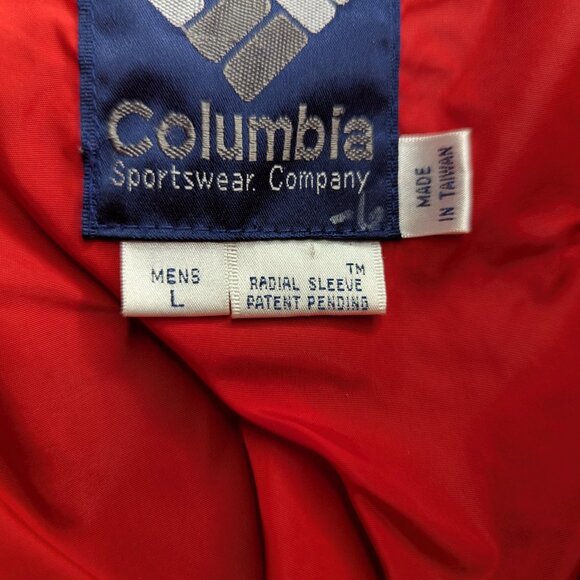 Columbia
Sportswear Company
MADE
IN TAIWAN
MENS
L
TM
RADIAL SLEEVE
PATENT PENDING